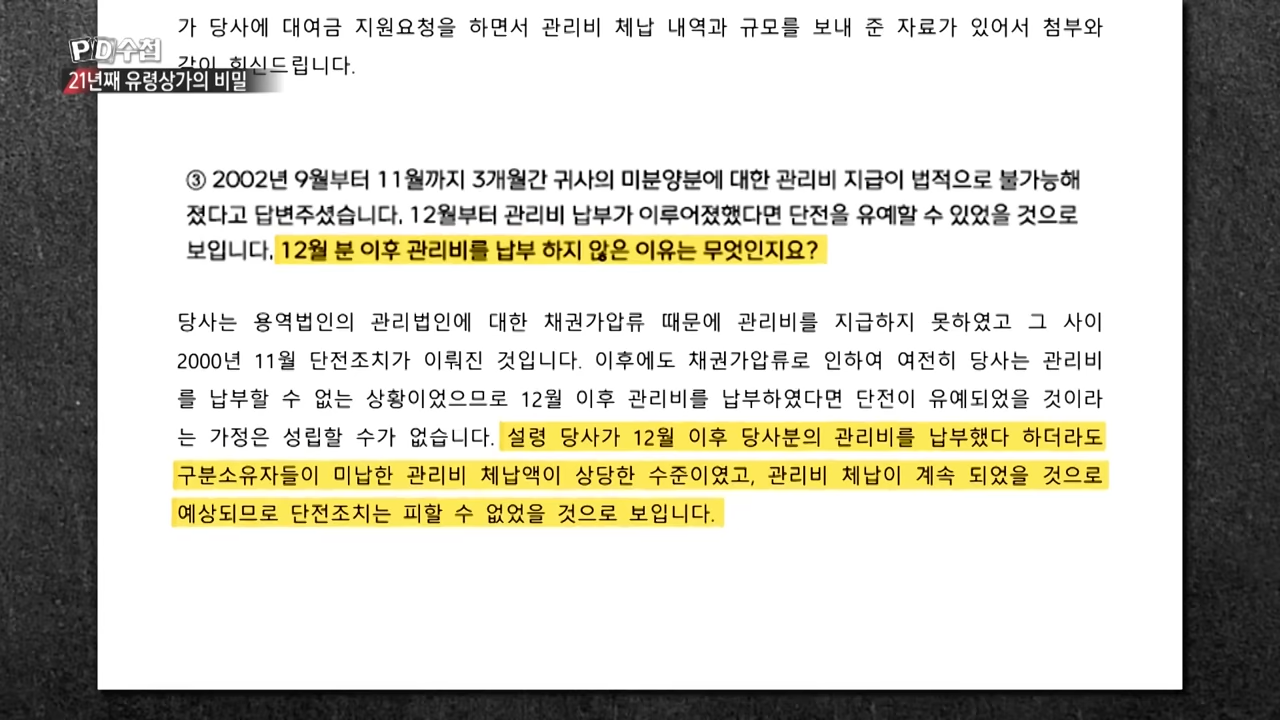 가 당사에 대여금 지원요청을 하면서 관리비 체납 내역과 규모를 보내 준 자료가 있어서 첨부와
PD수첩
같이 회신드립니다.
21년째 유령상가의 비밀
③ 2002년 9월부터 11월까지 3개월간 귀사의 미분양분에 대한 관리비 지급이 법적으로 불가능해
졌다고 답변주셨습니다. 12월부터 관리비 납부가 이루어졌했다면 단전을 유예할 수 있었을 것으로
보입니다. 12월 분 이후 관리비를 납부 하지 않은 이유는 무엇인지요?
당사는 용역법인의 관리법인에 대한 채권가압류 때문에 관리비를 지급하지 못하였고 그 사이
2000년 11월 단전조치가 이뤄진 것입니다. 이후에도 채권가압류로 인하여 여전히 당사는 관리비
를 납부할 수 없는 상황이었으므로 12월 이후 관리비를 납부하였다면 단전이 유예되었을 것이라
는 가정은 성립할 수가 없습니다. 설령 당사가 12월 이후 당사분의 관리비를 납부했다 하더라도
구분소유자들이 미납한 관리비 체납액이 상당한 수준이였고, 관리비 체납이 계속 되었을 것으로
예상되므로 단전조치는 피할 수 없었을 것으로 보입니다.